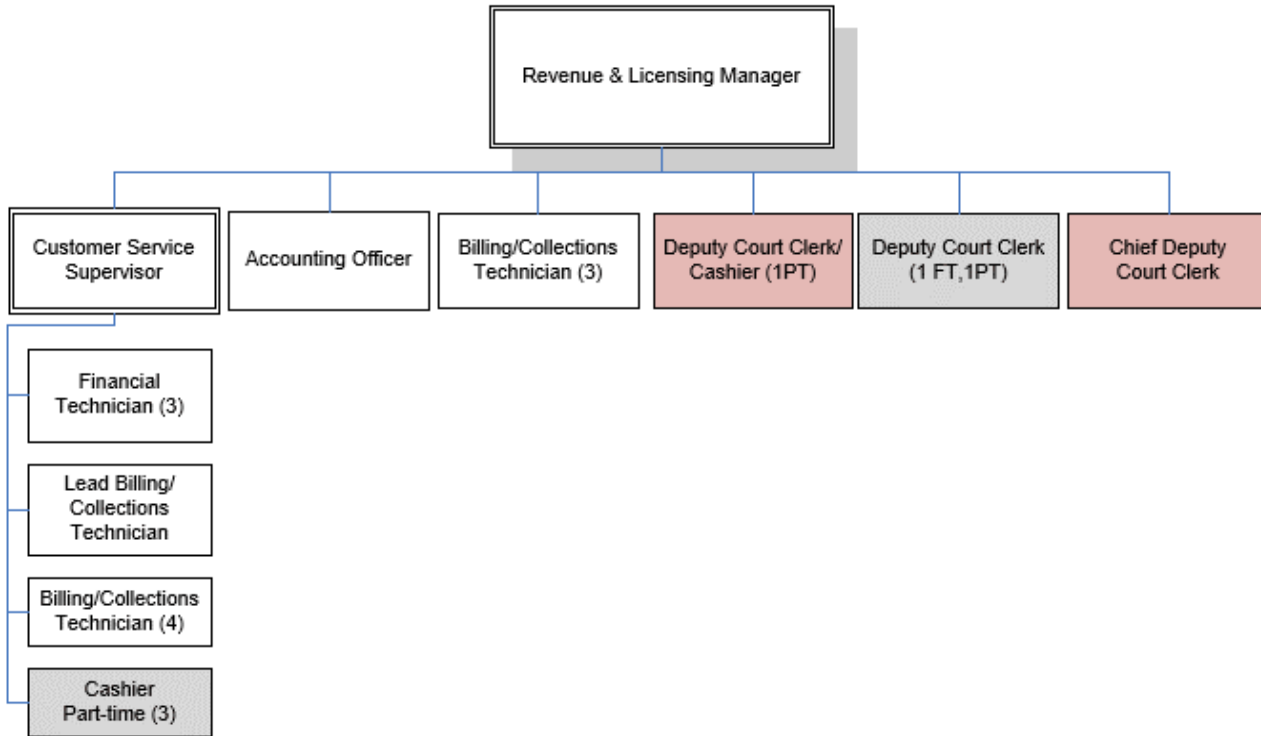 Revenue & Licensing Manager
Customer Service
Supervisor
Accounting Officer
Billing/Collections
Technician (3)
Deputy Court Clerk/
Cashier (1PT)
Deputy Court Clerk
(1 FT,1PT)
Chief Deputy
Court Clerk
Financial
Technician (3)
Lead Billing/
Collections
Technician
Billing/Collections
Technician (4)
Cashier
Part-time (3)